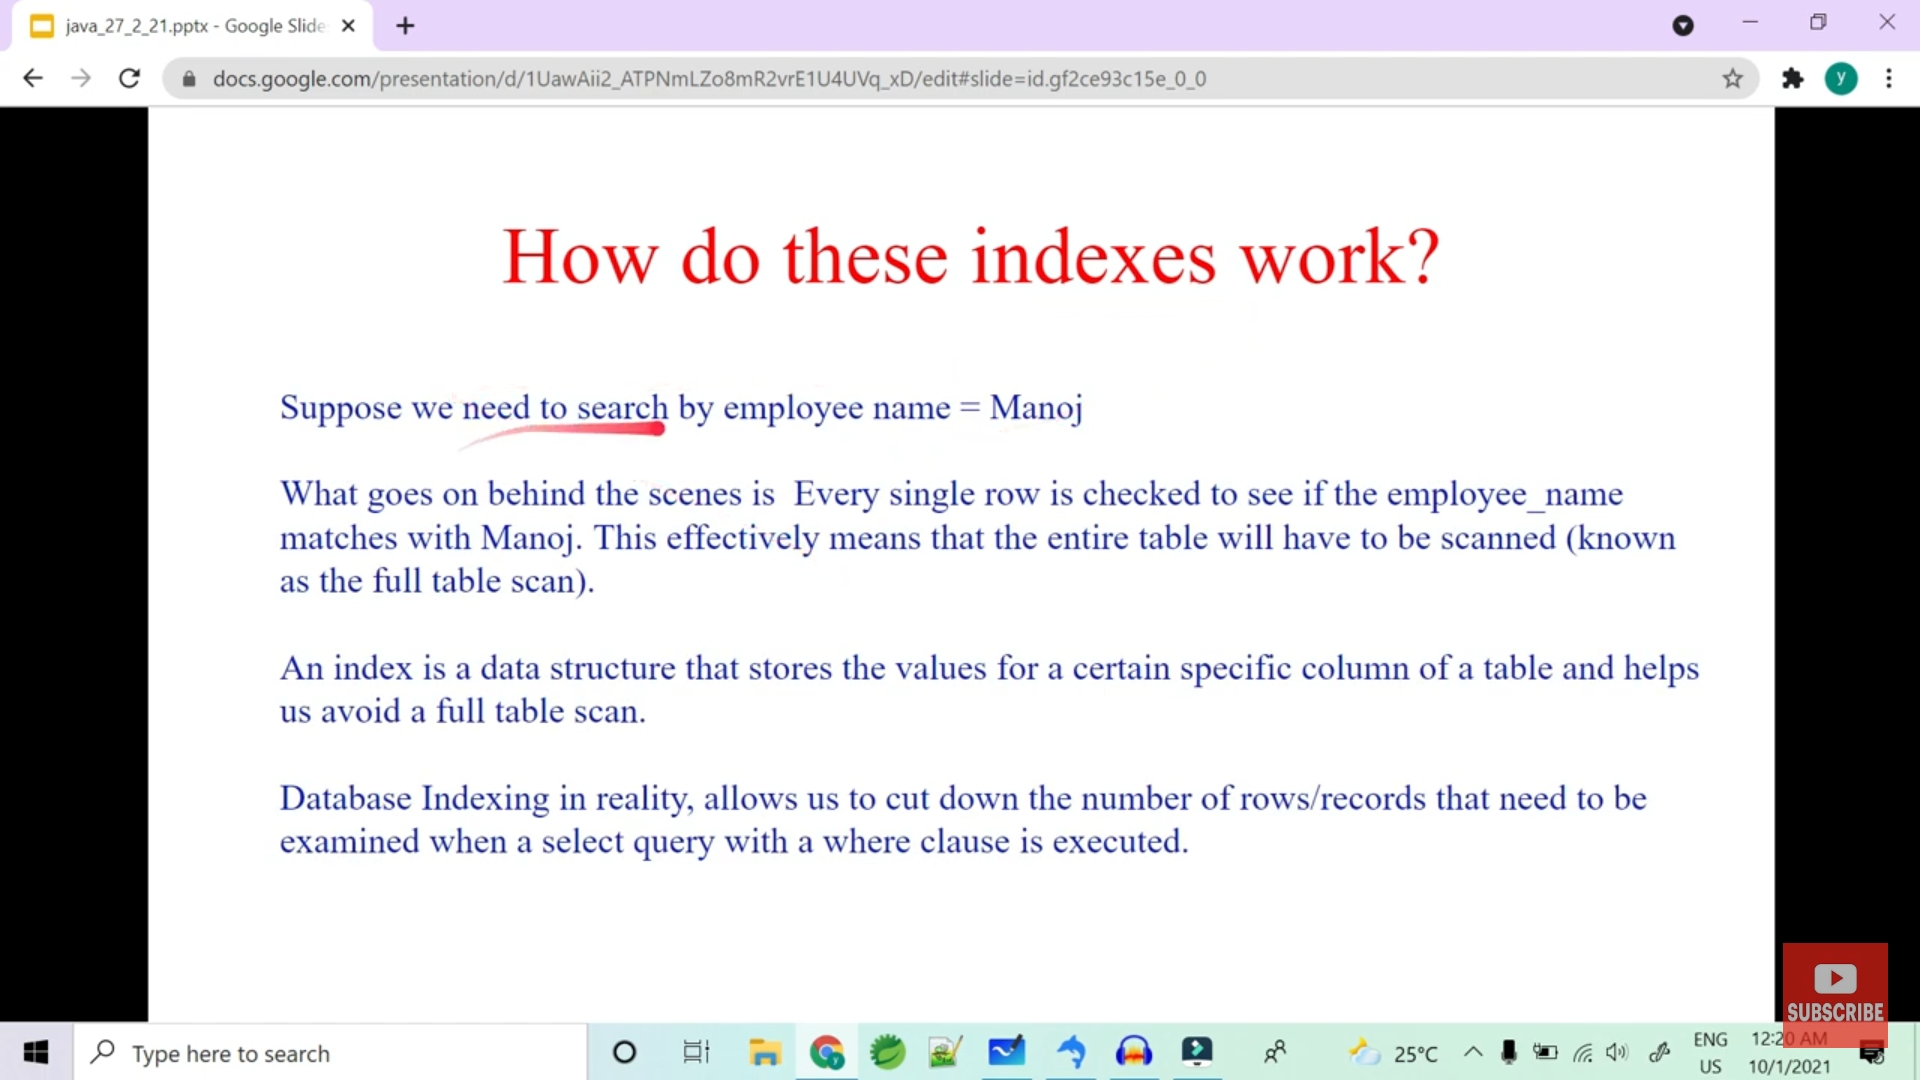 java_27_2_21.pptx - Google Slide
docs.google.com/presentation/d/1UawAii2_ATPNmLZo8mR2vrE1U4UVq_xD/edit#slide=id.gf2ce93c15e_0_0
y
How do these indexes work?
Suppose we need to search by employee name = Manoj
What goes on behind the scenes is  Every single row is checked to see if the employee_name
matches with Manoj. This effectively means that the entire table will have to be scanned (known
as the full table scan).
An index is a data structure that stores the values for a certain specific column of a table and helps
us avoid a full table scan.
Database Indexing in reality, allows us to cut down the number of rows/records that need to be
examined when a select query with a where clause is executed.
SUBSCRIBE
Type here to search
25°C
ENG
US
12:20 AM
10/1/2021